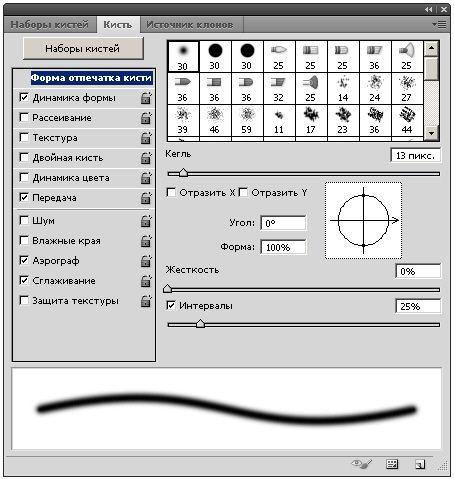 Наборы кистей
Кисть
Источник клонов
Наборы кистей
Форма отпечатка кисти
Динамика формы
Рассеивание
Текстура
Двойная кисть
Динамика цвета
Передача
Шум
Влажные края
Аэрограф
Сглаживание
Защита текстуры
30 30 30 25 25 25 36 25
36 36 36 32 25 14 24 27
39 46 59 11 17 23 36 44
Кегль 13 пикс.
Отразить X Отразить Y
Угол: 0°
Форма: 100%
Жесткость 0%
Интервалы 25%